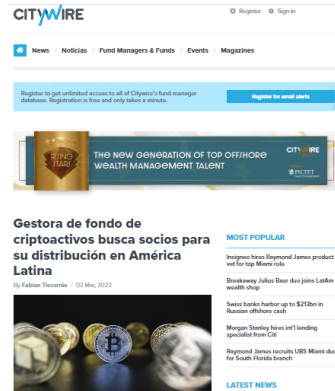 CITYWIRE
Register
Sign in
News / Noticias / Fund Managers & Funds / Events / Magazines
Register to get unlimited access to all of Citywire's fund manager
database. Registration is free and only takes a minute.
Register for email alerts
RISING
STARS
THE NEW GENERATION OF TOP OFFSHORE
WEALTH MANAGEMENT TALENT
CITYWIRE
PICTET
Gestora de fondo de
criptoactivos busca socios para
su distribución en América
Latina
By Fabian Tiscornia / 03 Mar, 2022
MOST POPULAR
Insigneo hires Raymond James product
vet for top Miami role
Breakaway Julius Baer duo joins LatAm
wealth shop
Swiss banks harbor up to $213bn in
Russian offshore cash
Morgan Stanley hires int'l lending
specialist from Citi
Raymond James recruits UBS Miami duo
for South Florida branch
LATEST NEWS